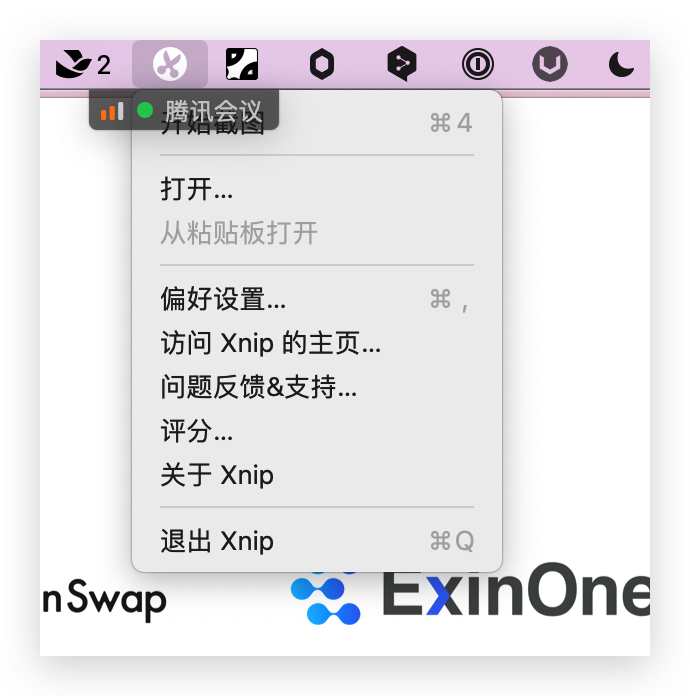 2
腾讯会议
开始截图 ⌘4
打开...
从粘贴板打开
偏好设置... ⌘,
访问 Xnip 的主页...
问题反馈&支持...
评分...
关于 Xnip
退出 Xnip ⌘Q
nSwap
ExinOne